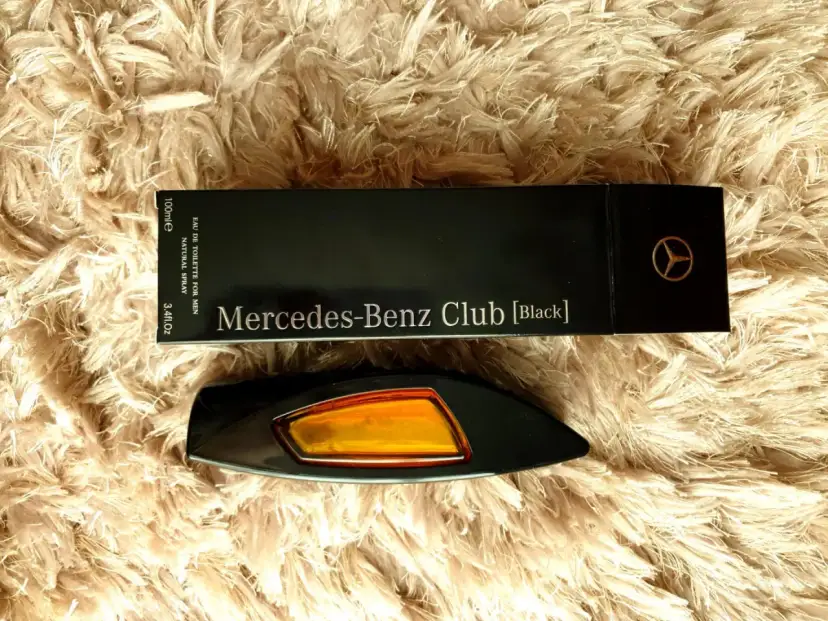 Mercedes-Benz Club [Black]
EAU DE TOILETTE FOR MEN
NATURAL SPRAY
100ml℮ 3.4fl.Oz